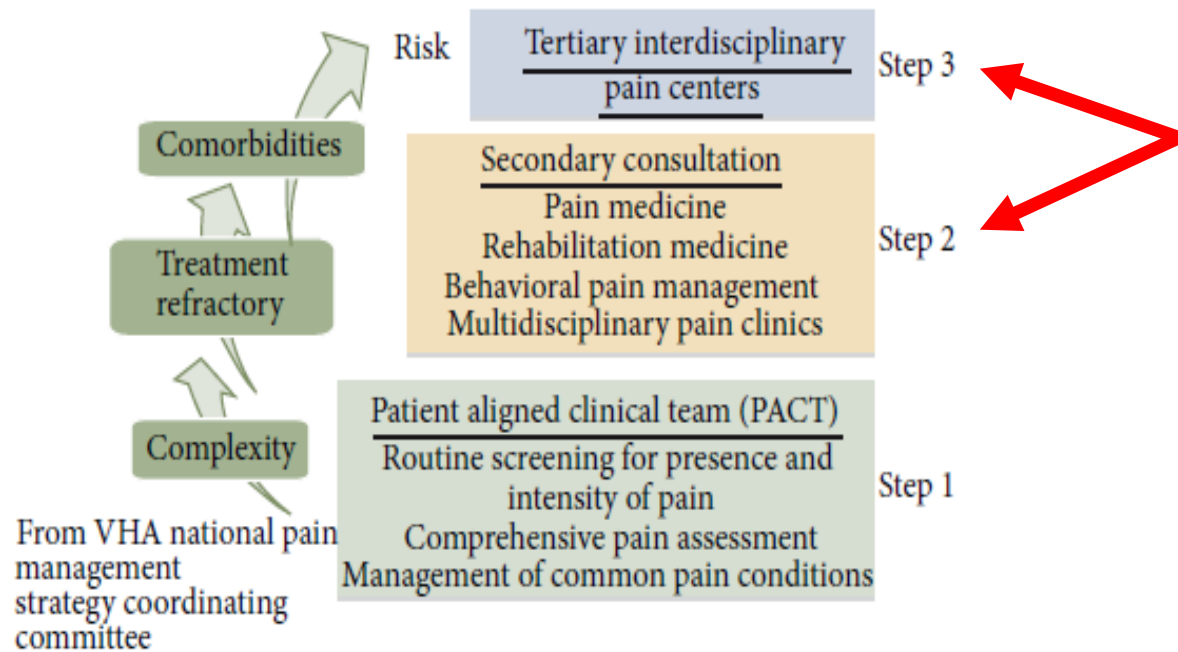 Risk
Tertiary interdisciplinary
pain centers
Step 3
Comorbidities
Secondary consultation
Pain medicine
Rehabilitation medicine
Behavioral pain management
Multidisciplinary pain clinics
Step 2
Treatment
refractory
Complexity
Patient aligned clinical team (PACT)
Routine screening for presence and
intensity of pain
Comprehensive pain assessment
Management of common pain conditions
Step 1
From VHA national pain
management
strategy coordinating
committee